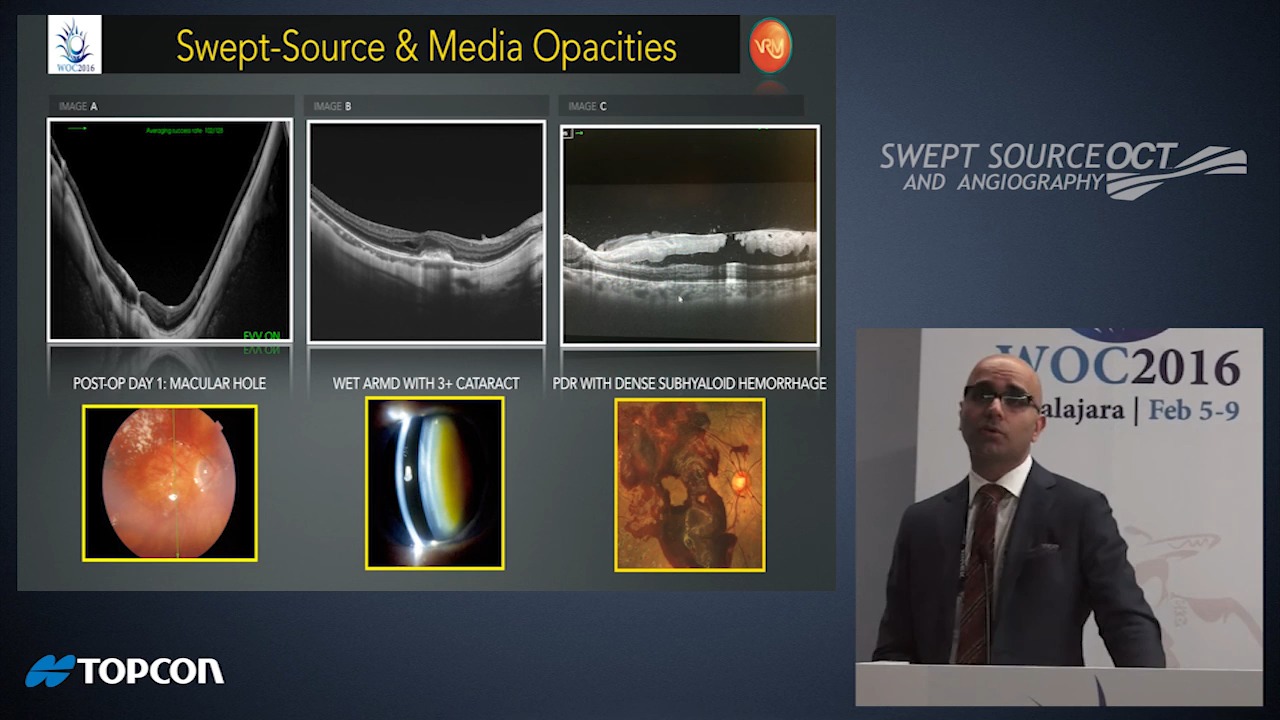 WOC2016
Swept-Source & Media Opacities
VRM
IMAGE A
IMAGE B
IMAGE C
Averaging success rate 102/128
EVV ON
POST-OP DAY 1: MACULAR HOLE
WET ARMD WITH 3+ CATARACT
PDR WITH DENSE SUBHYALOID HEMORRHAGE
SWEPT SOURCE OCT
AND ANGIOGRAPHY
WOC2016
alajara | Feb 5-9
TOPCON